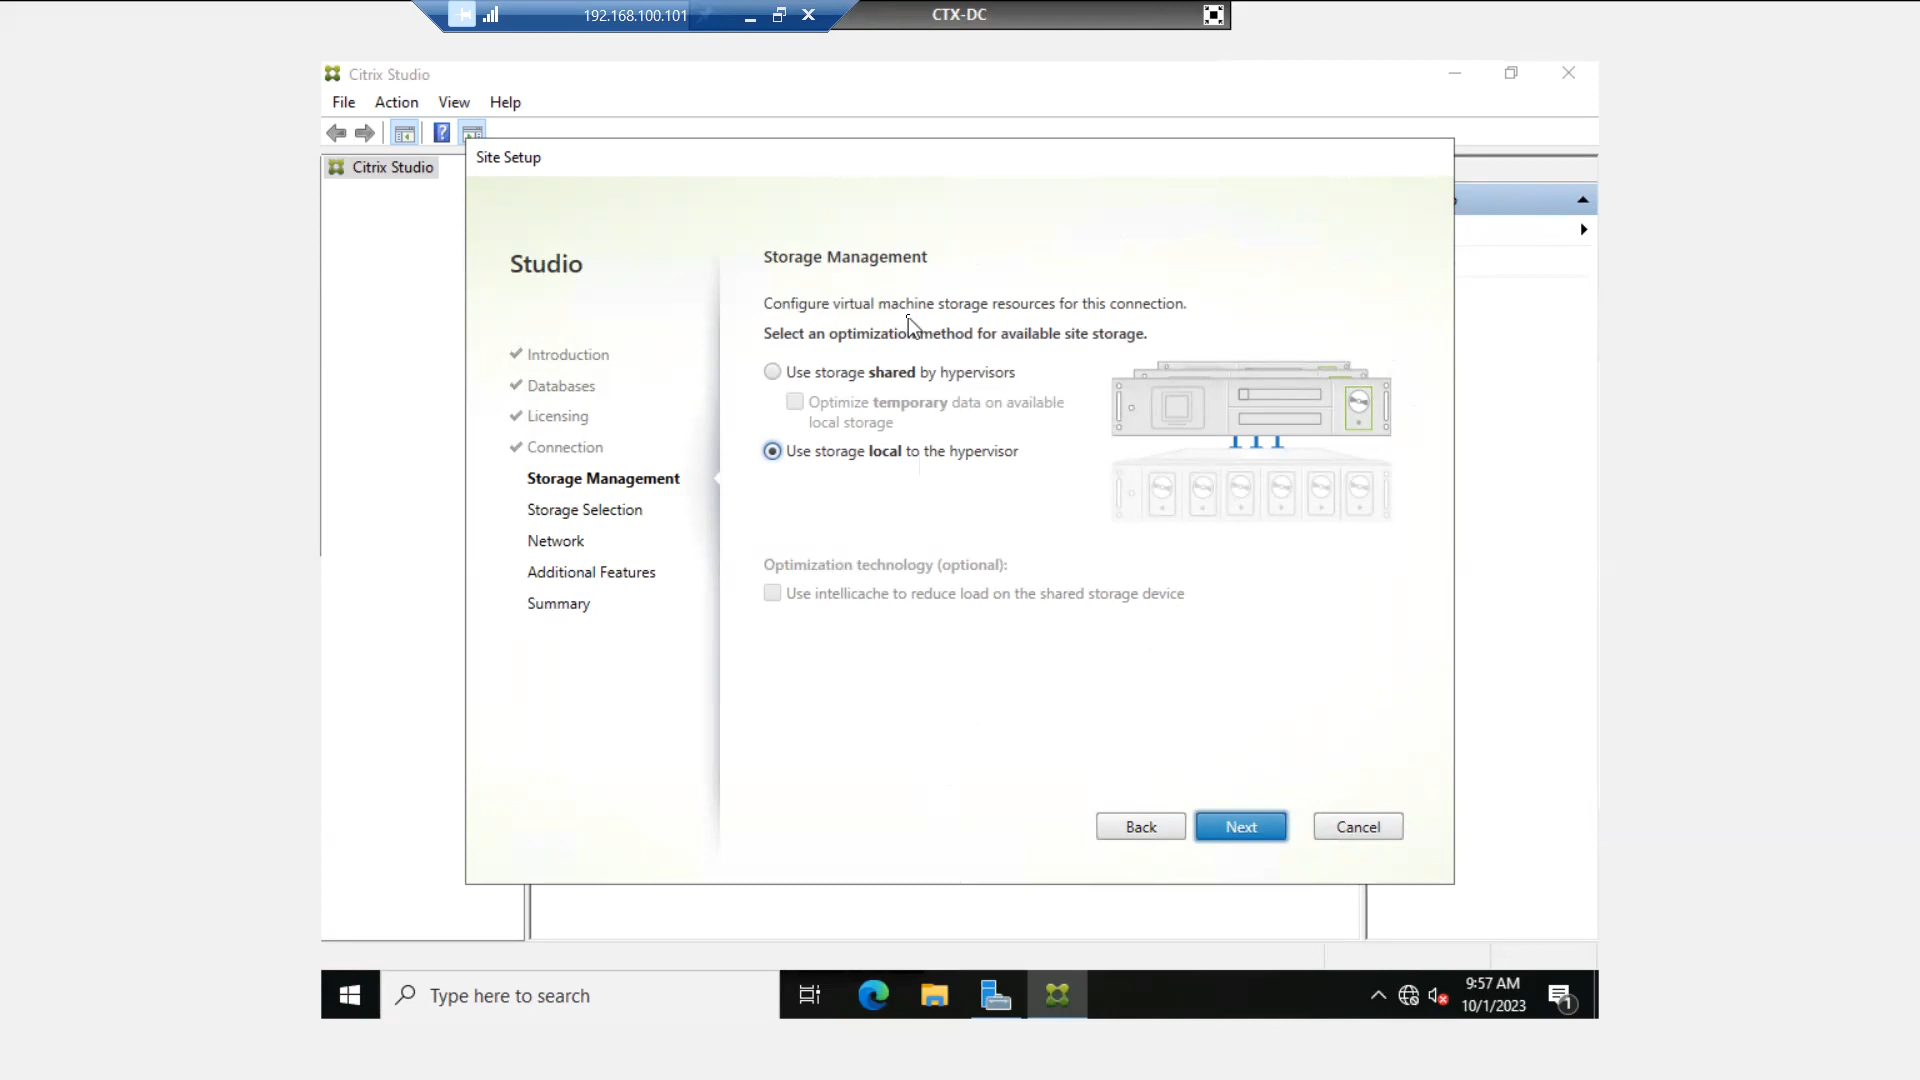 192.168.100.101
CTX-DC
Citrix Studio
File Action View Help
Citrix Studio
Site Setup
Studio
Introduction
Databases
Licensing
Connection
Storage Management
Storage Selection
Network
Additional Features
Summary
Storage Management
Configure virtual machine storage resources for this connection.
Select an optimization method for available site storage.
Use storage shared by hypervisors
Optimize temporary data on available
local storage
Use storage local to the hypervisor
Optimization technology (optional):
Use intellicache to reduce load on the shared storage device
Back Next Cancel
Type here to search
9:57 AM
10/1/2023
1